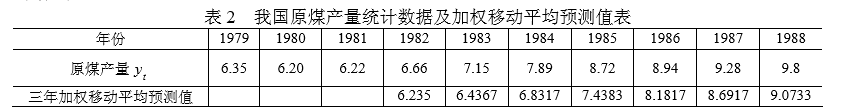 表 2 我国原煤产量统计数据及加权移动平均预测值表
年份 1979 1980 1981 1982 1983 1984 1985 1986 1987 1988
原煤产量 yt 6.35 6.20 6.22 6.66 7.15 7.89 8.72 8.94 9.28 9.8
三年加权移动平均预测值 6.235 6.4367 6.8317 7.4383 8.1817 8.6917 9.0733